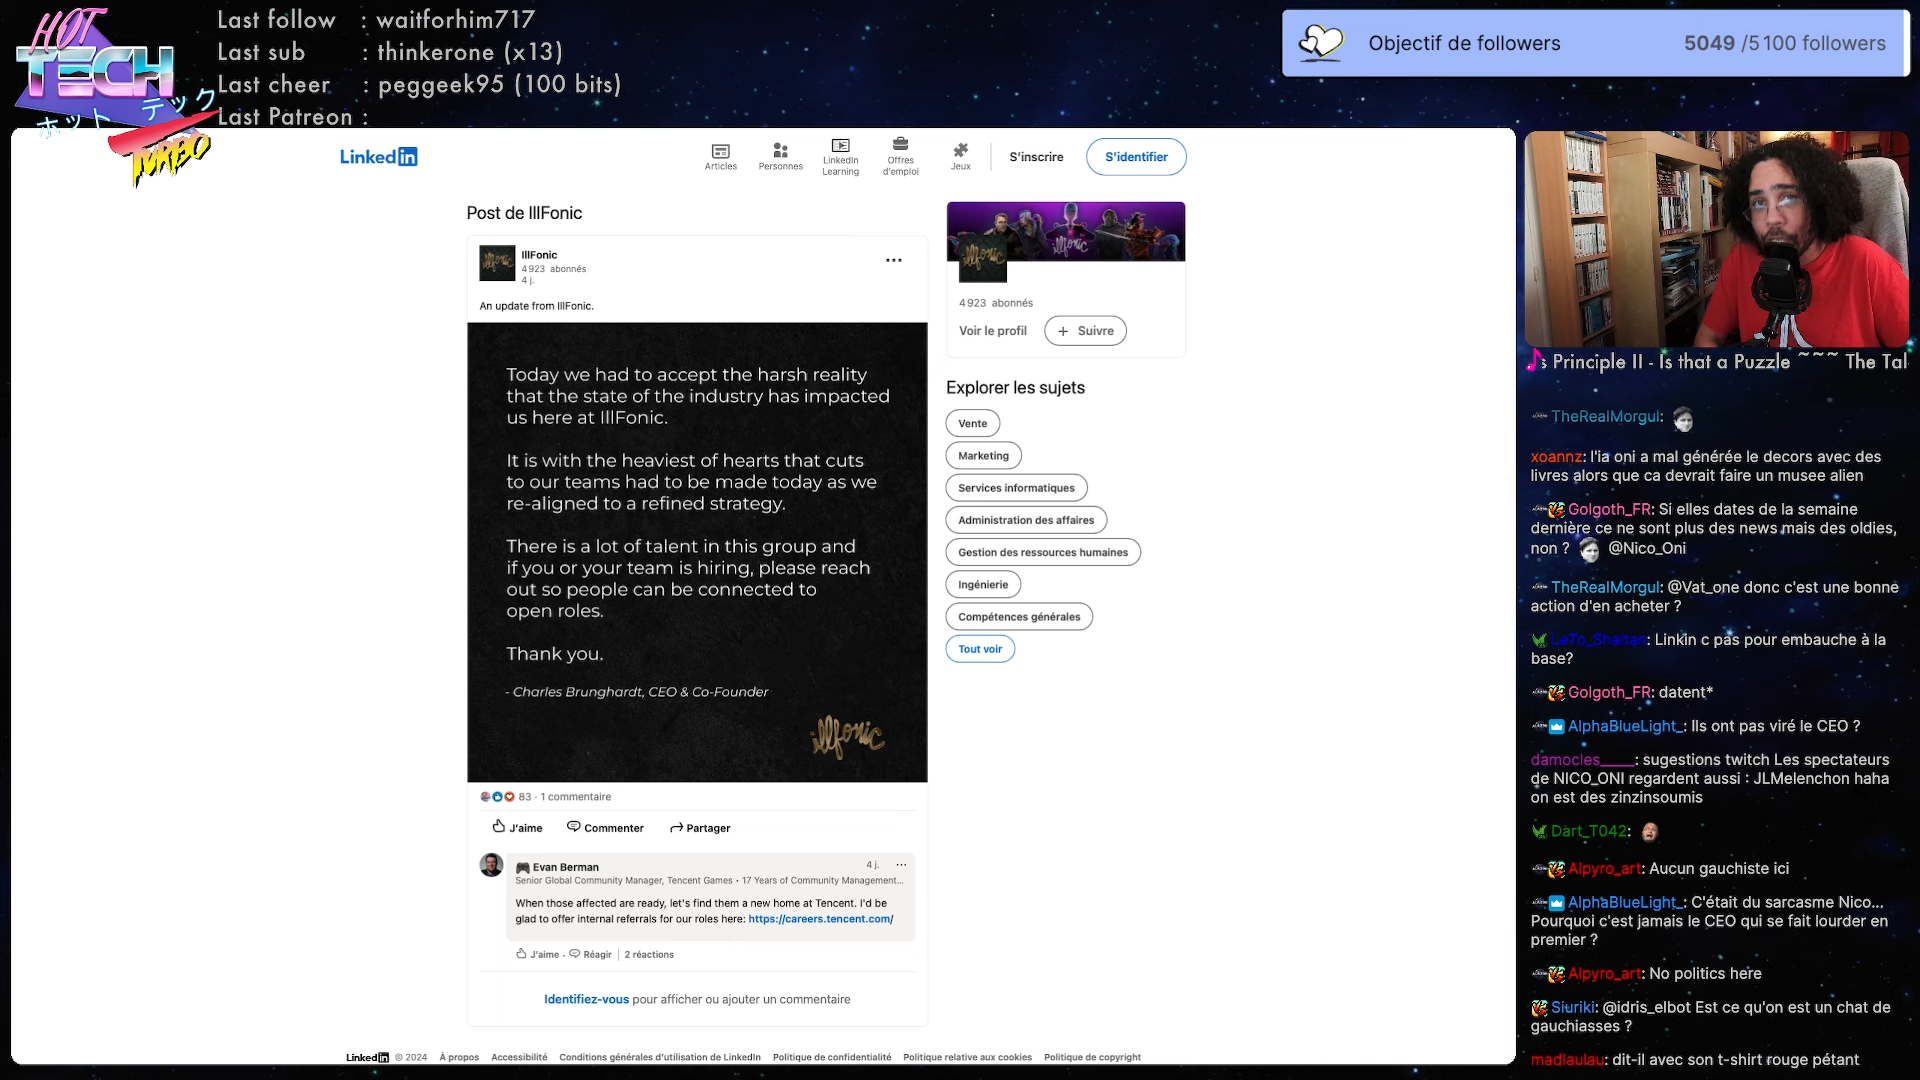 HOT
TECH
ホット テック
TURBO
Last follow : waitforhim717
Last sub : thinkerone (x13)
Last cheer : peggeek95 (100 bits)
Last Patreon :
Objectif de followers 5049 /5 100 followers
LinkedIn
Articles
Personnes
LinkedIn
Learning
Offres
d'emploi
Jeux
S'inscrire
S'identifier
Post de IllFonic
illfonic
IllFonic
4 923 abonnés
4 j.
An update from IllFonic.
Today we had to accept the harsh reality
that the state of the industry has impacted
us here at IllFonic.
It is with the heaviest of hearts that cuts
to our teams had to be made today as we
re-aligned to a refined strategy.
There is a lot of talent in this group and
if you or your team is hiring, please reach
out so people can be connected to
open roles.
Thank you.
- Charles Brunghardt, CEO & Co-Founder
illfonic
83 · 1 commentaire
J'aime
Commenter
Partager
Evan Berman
4 j.
Senior Global Community Manager, Tencent Games • 17 Years of Community Management...
When those affected are ready, let's find them a new home at Tencent. I'd be
glad to offer internal referrals for our roles here: https://careers.tencent.com/
J'aime · Réagir | 2 réactions
Identifiez-vous pour afficher ou ajouter un commentaire
illfonic
illfonic
4 923 abonnés
Voir le profil
+ Suivre
Explorer les sujets
Vente
Marketing
Services informatiques
Administration des affaires
Gestion des ressources humaines
Ingénierie
Compétences générales
Tout voir
LinkedIn © 2024 À propos Accessibilité Conditions générales d'utilisation de LinkedIn Politique de confidentialité Politique relative aux cookies Politique de copyright
s Principle II - Is that a Puzzle ~~~ The Tal
TheRealMorgul:
xoannz: l'ia oni a mal générée le decors avec des
livres alors que ca devrait faire un musee alien
Golgoth_FR: Si elles dates de la semaine
dernière ce ne sont plus des news mais des oldies,
non ? @Nico_Oni
TheRealMorgul: @Vat_one donc c'est une bonne
action d'en acheter ?
LeTo_Shaitan: Linkin c pas pour embauche à la
base?
Golgoth_FR: datent*
AlphaBlueLight_: Ils ont pas viré le CEO ?
damocles_____: sugestions twitch Les spectateurs
de NICO_ONI regardent aussi : JLMelenchon haha
on est des zinzinsoumis
Dart_T042:
Alpyro_art: Aucun gauchiste ici
AlphaBlueLight_: C'était du sarcasme Nico...
Pourquoi c'est jamais le CEO qui se fait lourder en
premier ?
Alpyro_art: No politics here
Siuriki: @idris_elbot Est ce qu'on est un chat de
gauchiasses ?
madlaulau: dit-il avec son t-shirt rouge pétant